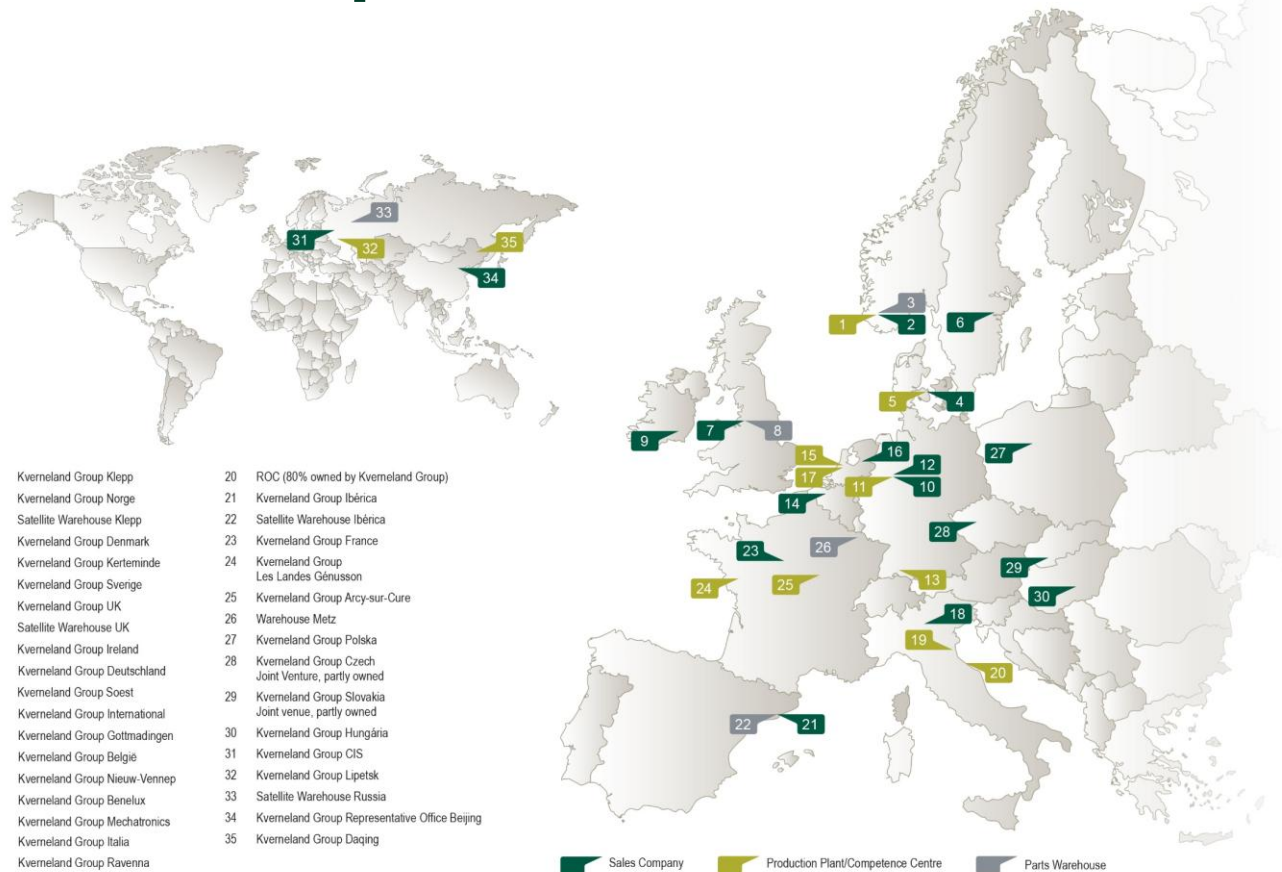 33
31
32
35
34
3
1
2
6
5
4
7
8
9
15
16
12
17
11
10
14
27
28
23
26
29
24
25
13
30
18
19
20
22
21
Kverneland Group Klepp
Kverneland Group Norge
Satellite Warehouse Klepp
Kverneland Group Denmark
Kverneland Group Kerteminde
Kverneland Group Sverige
Kverneland Group UK
Satellite Warehouse UK
Kverneland Group Ireland
Kverneland Group Deutschland
Kverneland Group Soest
Kverneland Group International
Kverneland Group Gottmadingen
Kverneland Group België
Kverneland Group Nieuw-Vennep
Kverneland Group Benelux
Kverneland Group Mechatronics
Kverneland Group Italia
Kverneland Group Ravenna
20 ROC (80% owned by Kverneland Group)
21 Kverneland Group Ibérica
22 Satellite Warehouse Ibérica
23 Kverneland Group France
24 Kverneland Group
Les Landes Génusson
25 Kverneland Group Arcy-sur-Cure
26 Warehouse Metz
27 Kverneland Group Polska
28 Kverneland Group Czech
Joint Venture, partly owned
29 Kverneland Group Slovakia
Joint venue, partly owned
30 Kverneland Group Hungária
31 Kverneland Group CIS
32 Kverneland Group Lipetsk
33 Satellite Warehouse Russia
34 Kverneland Group Representative Office Beijing
35 Kverneland Group Daqing
Sales Company
Production Plant/Competence Centre
Parts Warehouse